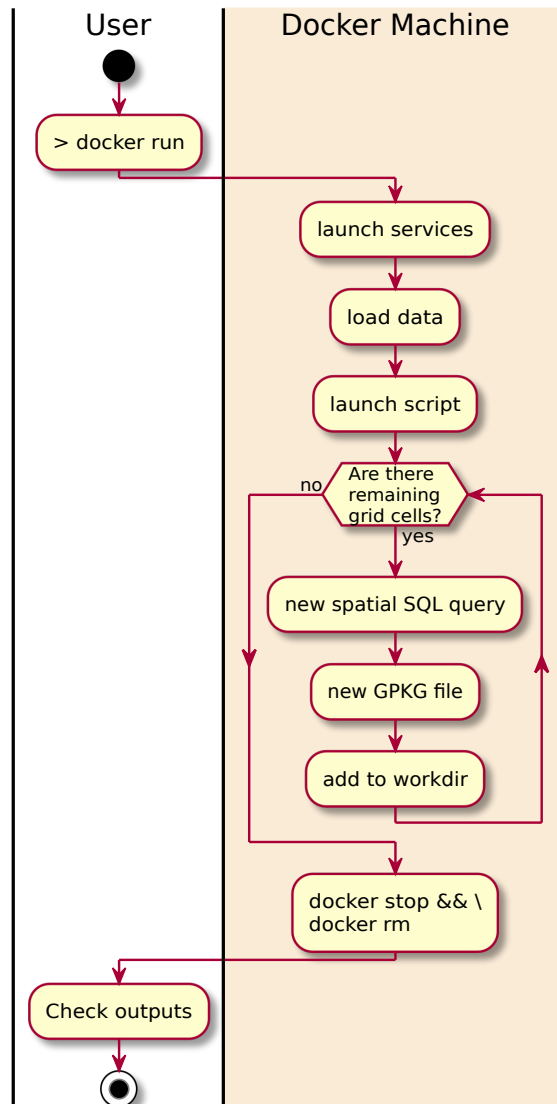 User
Docker Machine
> docker run
launch services
load data
launch script
no
Are there
remaining
grid cells?
yes
new spatial SQL query
new GPKG file
add to workdir
docker stop && \
docker rm
Check outputs